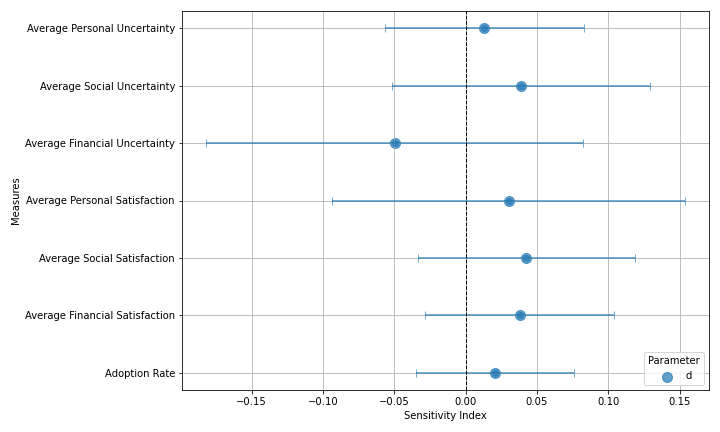 Average Personal Uncertainty
Average Social Uncertainty
Average Financial Uncertainty
Average Personal Satisfaction
Average Social Satisfaction
Average Financial Satisfaction
Adoption Rate
Measures
−0.15
−0.10
−0.05
0.00
0.05
0.10
0.15
Sensitivity Index
Parameter
d